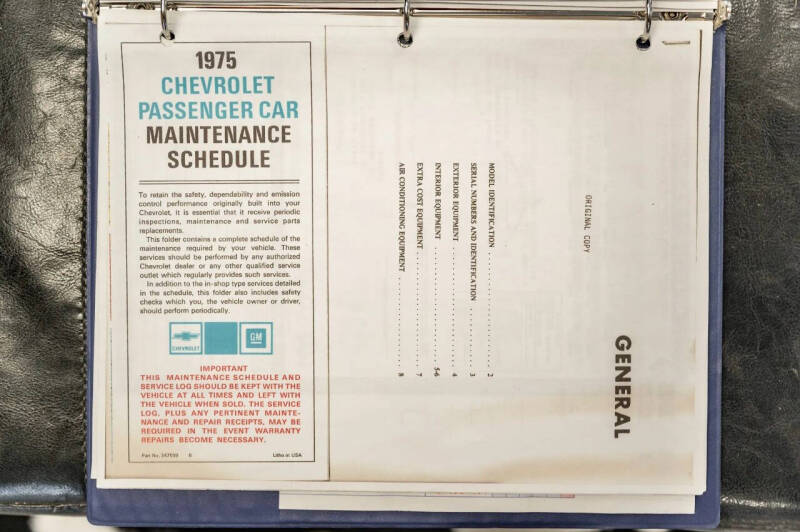 1975
CHEVROLET
PASSENGER CAR
MAINTENANCE
SCHEDULE
To retain the safety, dependability and emission
control performance originally built into your
Chevrolet, it is essential that it receive periodic
inspections, maintenance and service parts
replacements.
This folder contains a complete schedule of the
maintenance required by your vehicle. These
services should be performed by any authorized
Chevrolet dealer or any other qualified service
outlet which regularly provides such services.
In addition to the in-shop type services detailed
in the schedule, this folder also includes safety
checks which you, the vehicle owner or driver,
should perform periodically.
CHEVROLET
GM
IMPORTANT
THIS MAINTENANCE SCHEDULE AND
SERVICE LOG SHOULD BE KEPT WITH THE
VEHICLE AT ALL TIMES AND LEFT WITH
THE VEHICLE WHEN SOLD. THE SERVICE
LOG, PLUS ANY PERTINENT MAINTE-
NANCE AND REPAIR RECEIPTS, MAY BE
REQUIRED IN THE EVENT WARRANTY
REPAIRS BECOME NECESSARY.
Part No. Litho in USA
GENERAL
ORIGINAL COPY
MODEL IDENTIFICATION . . . . . . . . . . . . . . . . . . 2
SERIAL NUMBERS AND IDENTIFICATION . . . . . . . . . 3
EXTERIOR EQUIPMENT . . . . . . . . . . . . . . . . . . 4
INTERIOR EQUIPMENT . . . . . . . . . . . . . . . . . . 5-6
EXTRA COST EQUIPMENT . . . . . . . . . . . . . . . . . 7
AIR CONDITIONING EQUIPMENT . . . . . . . . . . . . . . 8